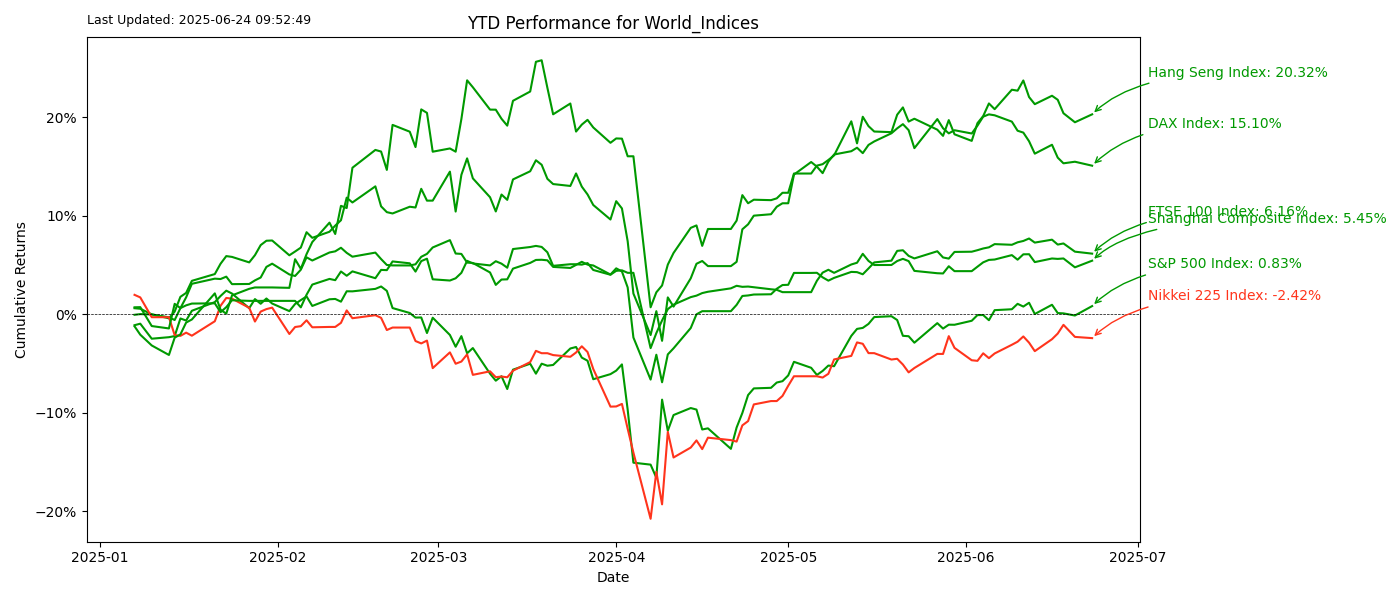 Last Updated: 2025-06-24 09:52:49
YTD Performance for World_Indices
Hang Seng Index: 20.32%
DAX Index: 15.10%
FTSE 100 Index: 6.16%
Shanghai Composite Index: 5.45%
S&P 500 Index: 0.83%
Nikkei 225 Index: -2.42%
Cumulative Returns
20%
10%
0%
−10%
−20%
2025-01
2025-02
2025-03
2025-04
2025-05
2025-06
2025-07
Date